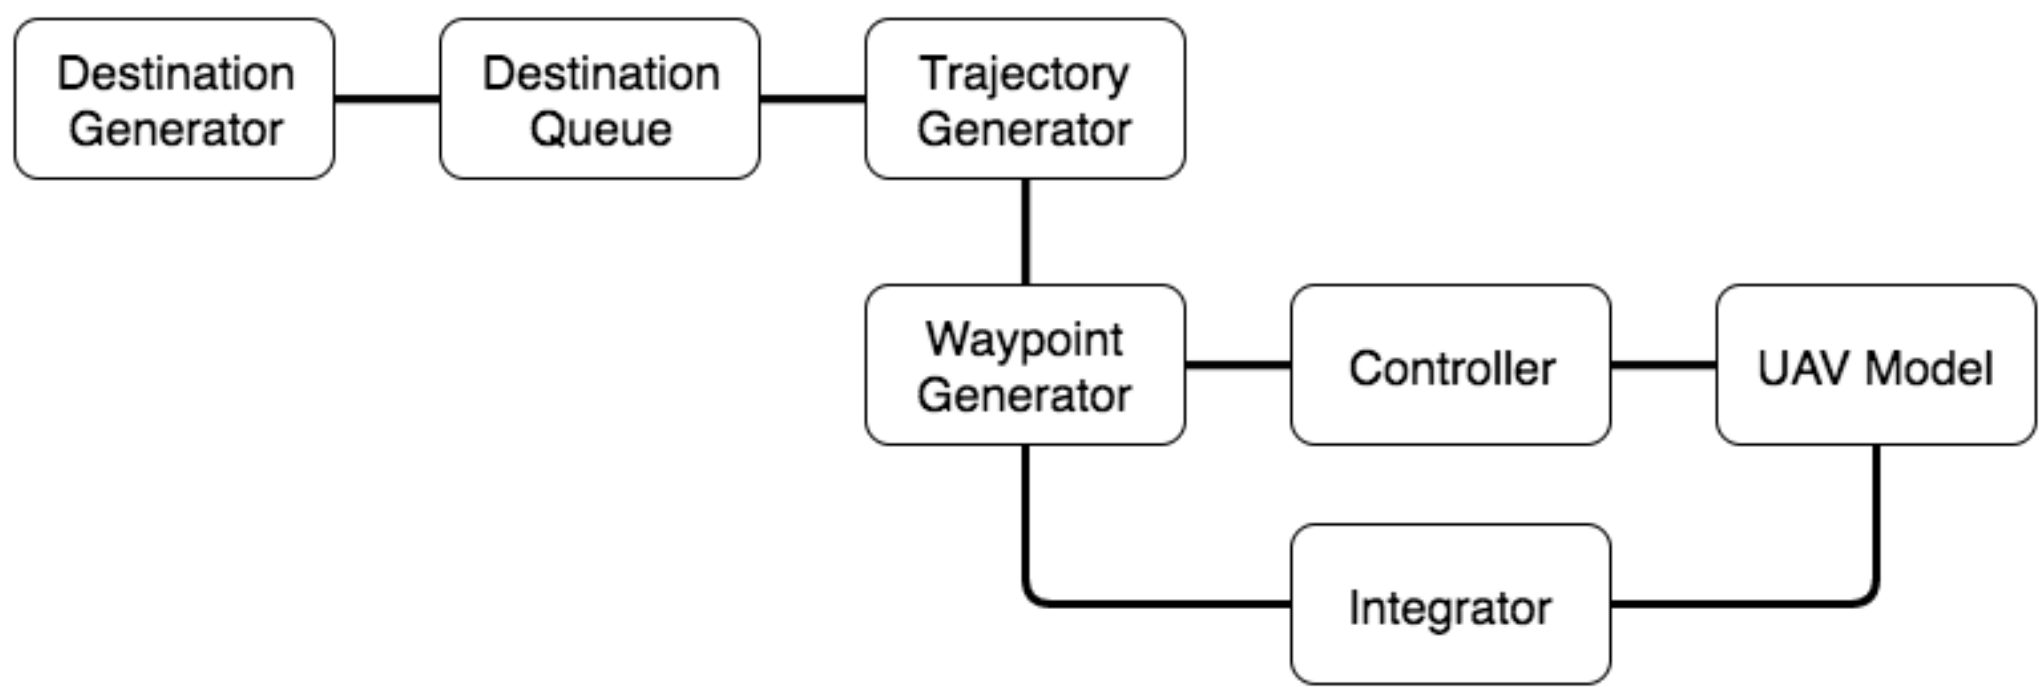 Destination
Generator
Destination
Queue
Trajectory
Generator
Waypoint
Generator
Controller
UAV Model
Integrator